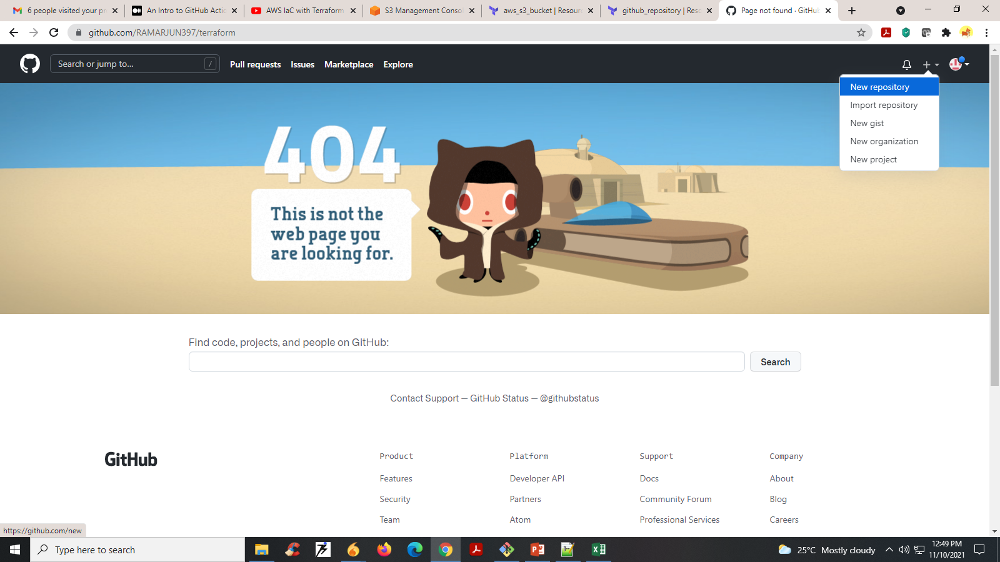 6 people visited your pr
An Intro to GitHub Actic
AWS IaC with Terraform
S3 Management Conso
aws_s3_bucket | Resour
github_repository | Reso
Page not found · GitHub
github.com/RAMARJUN397/terraform
Search or jump to...
/
Pull requests
Issues
Marketplace
Explore
New repository
Import repository
New gist
New organization
New project
404
This is not the
web page you
are looking for.
Find code, projects, and people on GitHub:
Search
Contact Support — GitHub Status — @githubstatus
GitHub
Product
Platform
Support
Company
Features
Developer API
Docs
About
Security
Partners
Community Forum
Blog
Team
Atom
Professional Services
Careers
https://github.com/new
Type here to search
25°C Mostly cloudy
12:49 PM
11/10/2021